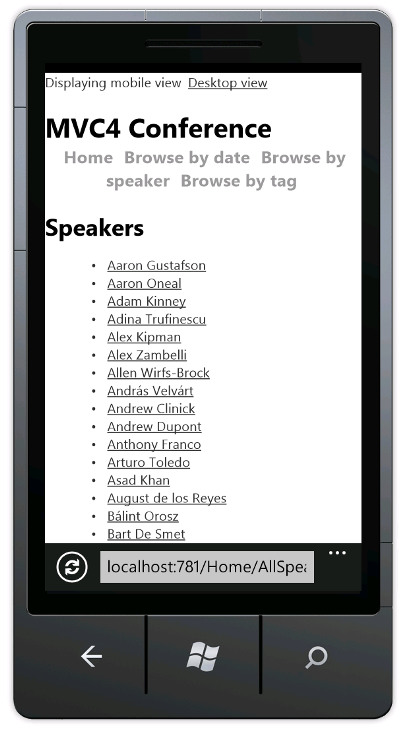 Displaying mobile view Desktop view
MVC4 Conference
Home Browse by date Browse by
speaker Browse by tag
Speakers
• Aaron Gustafson
• Aaron Oneal
• Adam Kinney
• Adina Trufinescu
• Alex Kipman
• Alex Zambelli
• Allen Wirfs-Brock
• András Velvárt
• Andrew Clinick
• Andrew Dupont
• Anthony Franco
• Arturo Toledo
• Asad Khan
• August de los Reyes
• Bálint Orosz
• Bart De Smet
localhost:781/Home/AllSpea